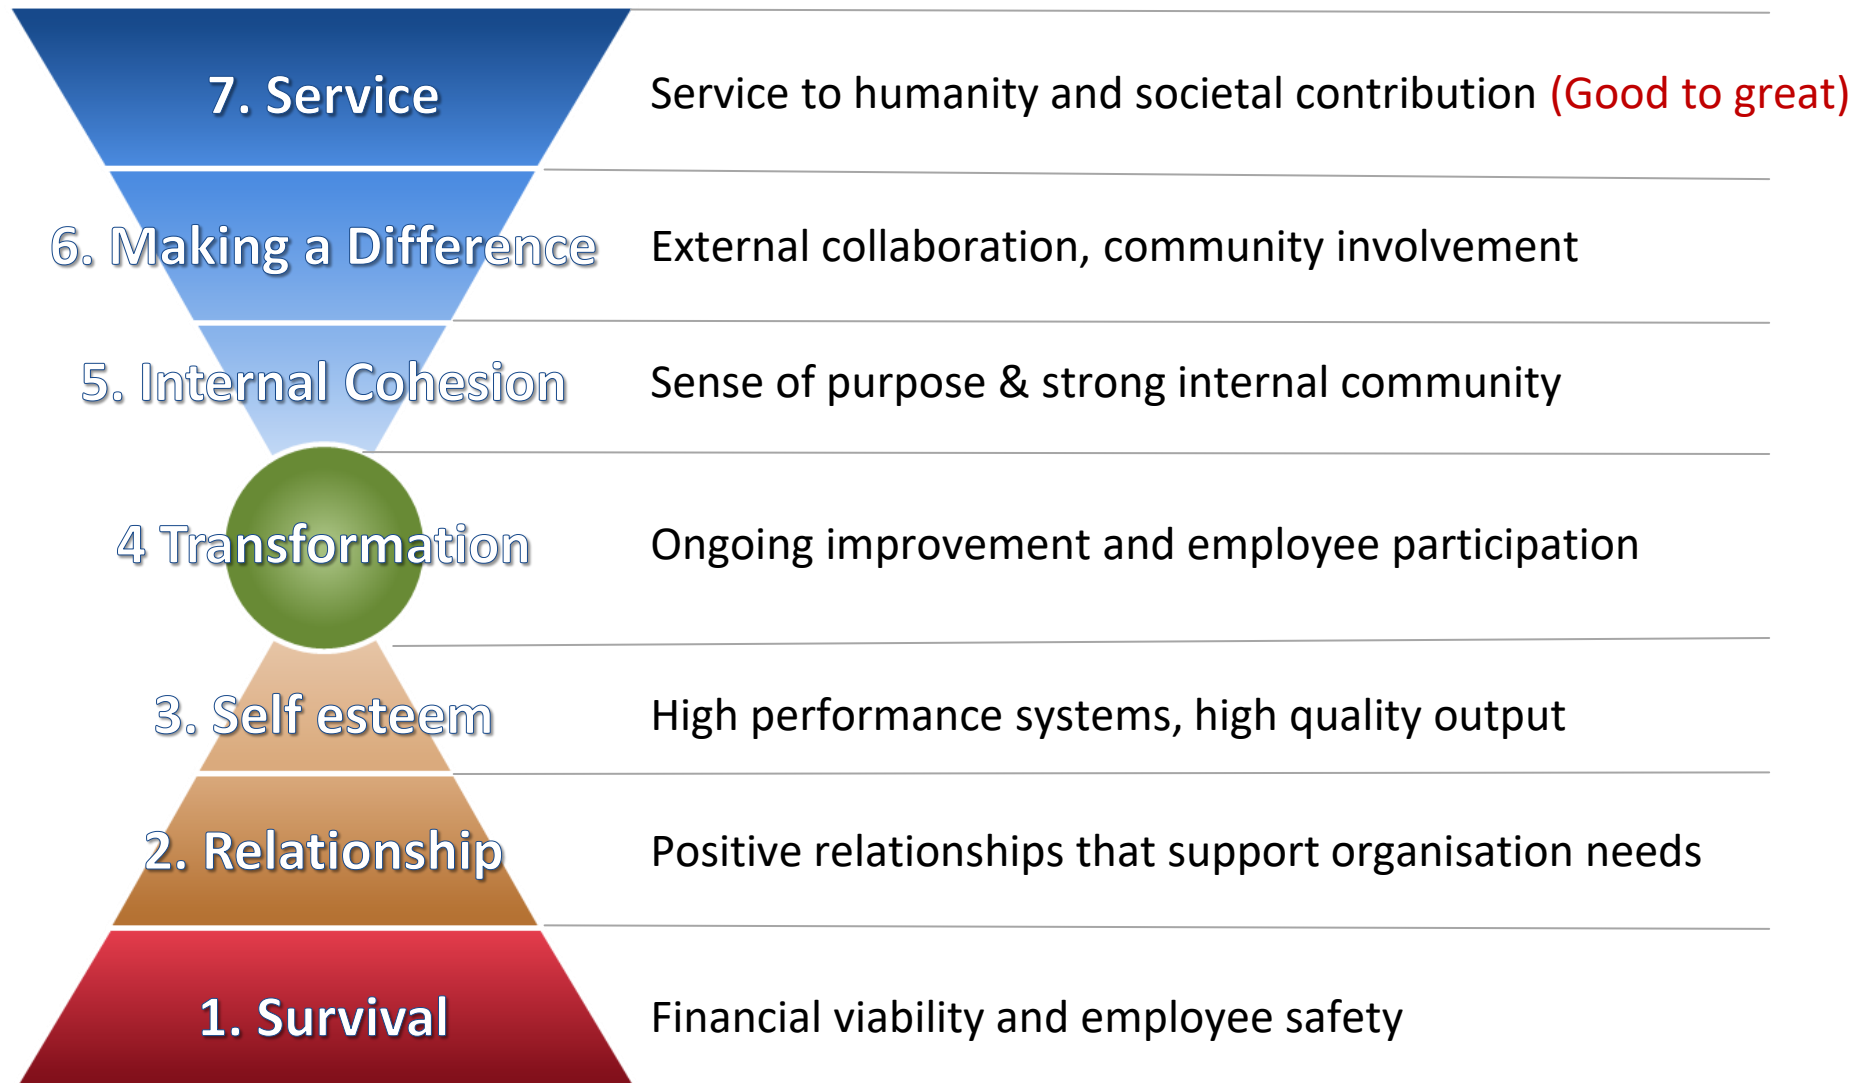 7. Service
Service to humanity and societal contribution (Good to great)
6. Making a Difference
External collaboration, community involvement
5. Internal Cohesion
Sense of purpose & strong internal community
4 Transformation
Ongoing improvement and employee participation
3. Self esteem
High performance systems, high quality output
2. Relationship
Positive relationships that support organisation needs
1. Survival
Financial viability and employee safety